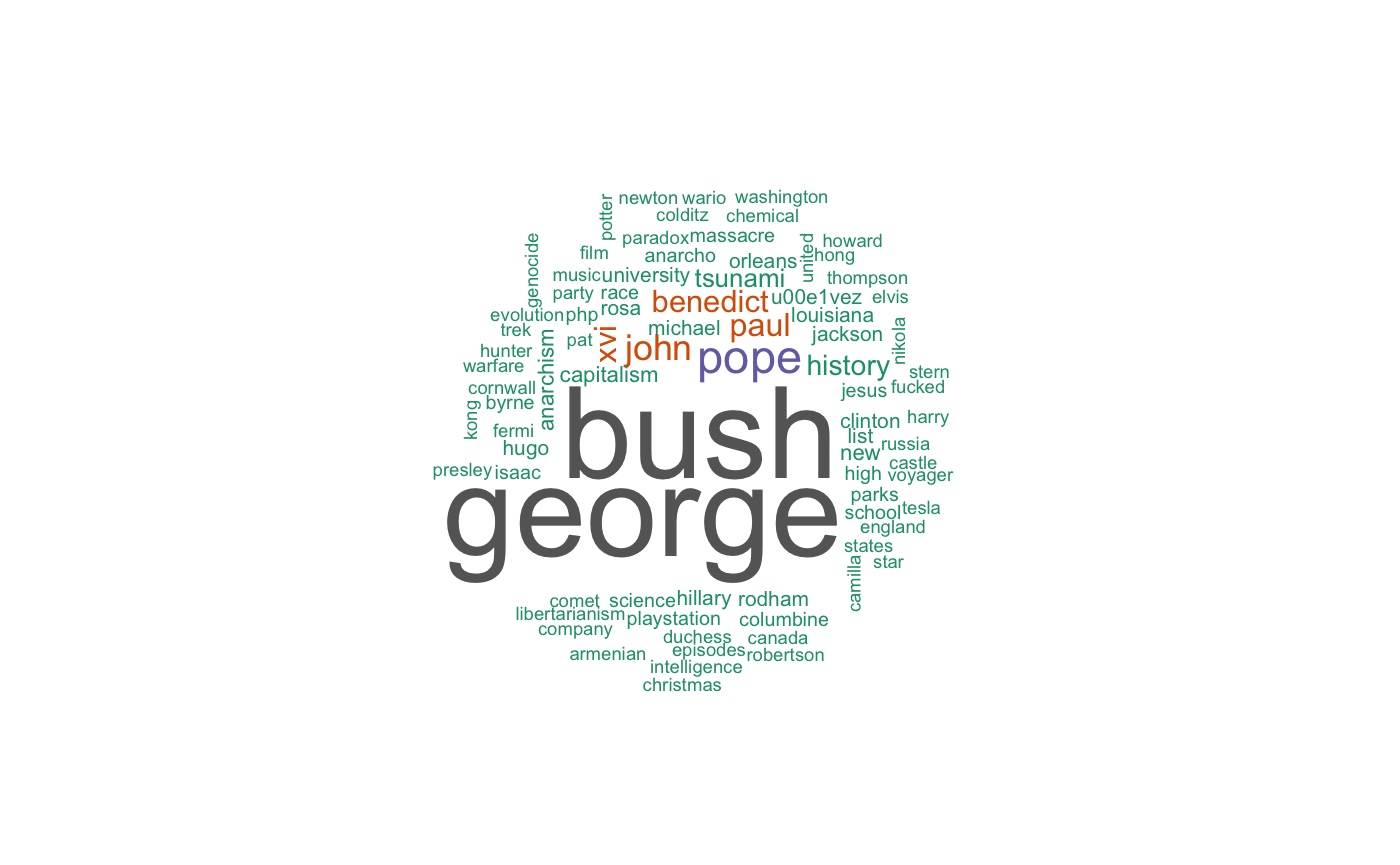 newton wario washington
potter
colditz chemical
genocide film paradox massacre united howard
anarcho orleans hong
music university tsunami thompson
party race benedict u00e1vez elvis
evolution php rosa louisiana
trek xvi michael paul jackson nikola
anarchism pat
hunter john pope history
warfare capitalism stern
cornwall jesus fucked
kong byrne bush clinton harry
fermi list russia
hugo new castle
presley isaac high voyager
george parks
school tesla
england
states
camilla star
comet science hillary rodham
libertarianism playstation columbine
company duchess canada
armenian episodes robertson
intelligence
christmas